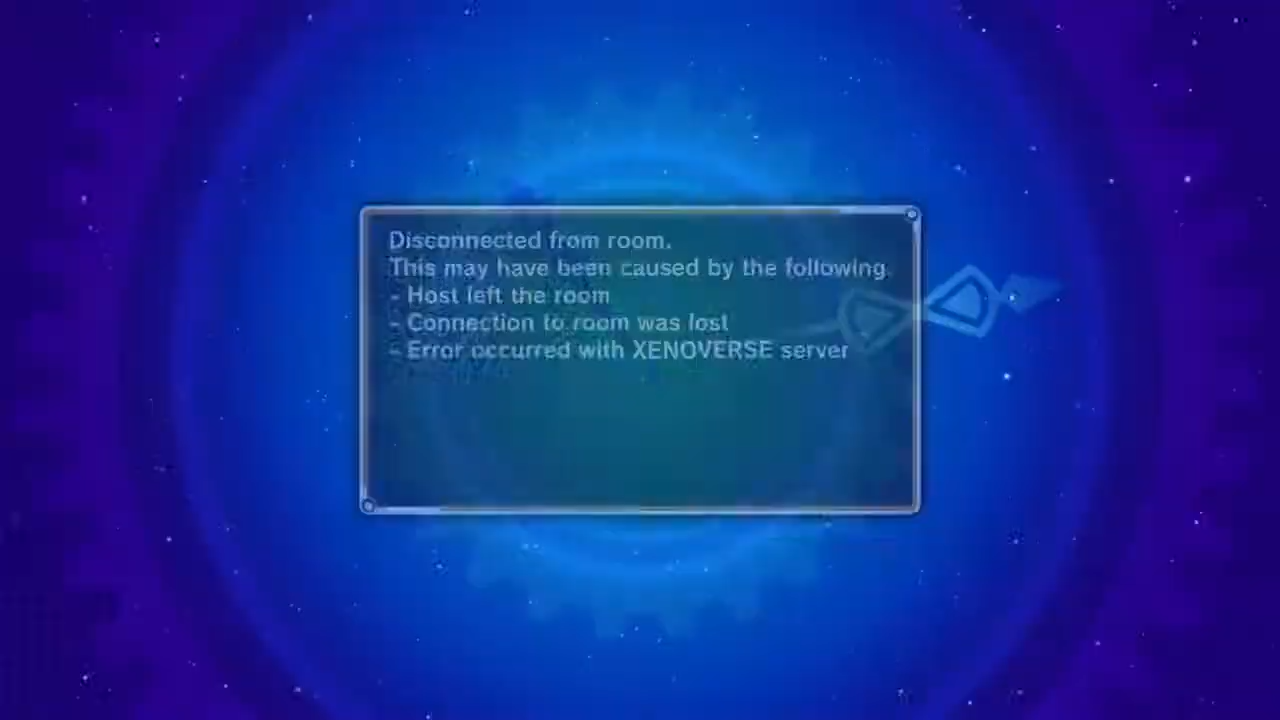 Disconnected from room.
This may have been caused by the following.
- Host left the room
- Connection to room was lost
- Error occurred with XENOVERSE server